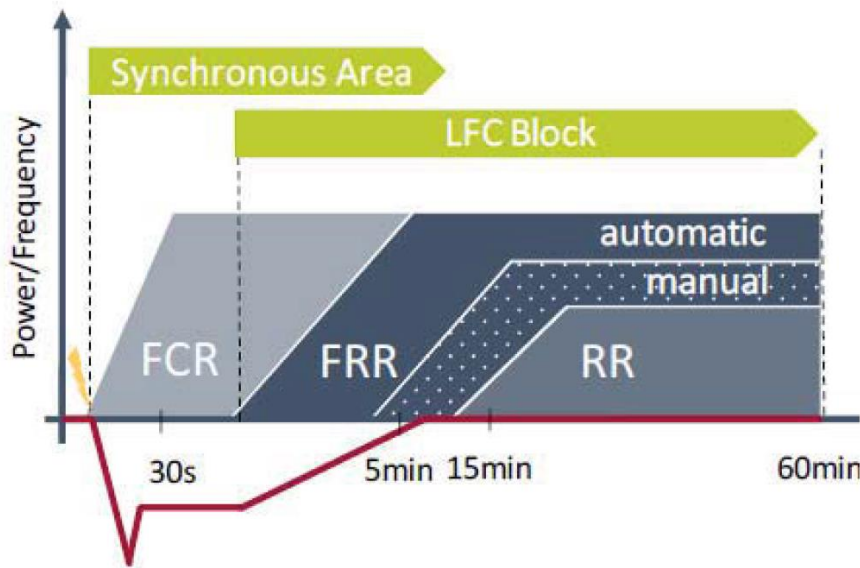 Synchronous Area
LFC Block
Power/Frequency
automatic
manual
FCR
FRR
RR
30s
5min
15min
60min